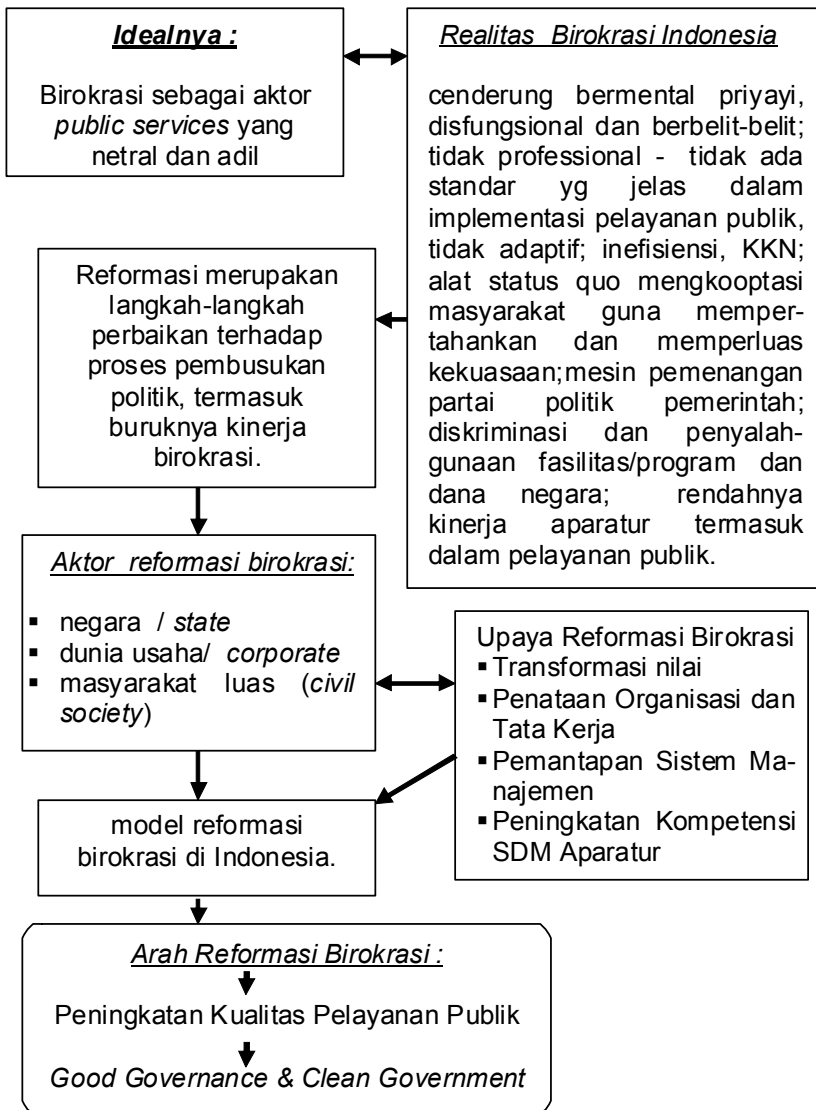 Idealnya :
Birokrasi sebagai aktor
public services yang
netral dan adil
Realitas Birokrasi Indonesia
cenderung bermental priyayi,
disfungsional dan berbelit-belit;
tidak professional - tidak ada
standar yg jelas dalam
implementasi pelayanan publik,
tidak adaptif; inefisiensi, KKN;
alat status quo mengkooptasi
masyarakat guna memper-
tahankan dan memperluas
kekuasaan;mesin pemenangan
partai politik pemerintah;
diskriminasi dan penyalah-
gunaan fasilitas/program dan
dana negara; rendahnya
kinerja aparatur termasuk
dalam pelayanan publik.
Reformasi merupakan
langkah-langkah
perbaikan terhadap
proses pembusukan
politik, termasuk
buruknya kinerja
birokrasi.
Aktor reformasi birokrasi:
▪ negara / state
▪ dunia usaha/ corporate
▪ masyarakat luas (civil
society)
Upaya Reformasi Birokrasi
▪ Transformasi nilai
▪ Penataan Organisasi dan
Tata Kerja
▪ Pemantapan Sistem Ma-
najemen
▪ Peningkatan Kompetensi
SDM Aparatur
model reformasi
birokrasi di Indonesia.
Arah Reformasi Birokrasi :
Peningkatan Kualitas Pelayanan Publik
Good Governance & Clean Government